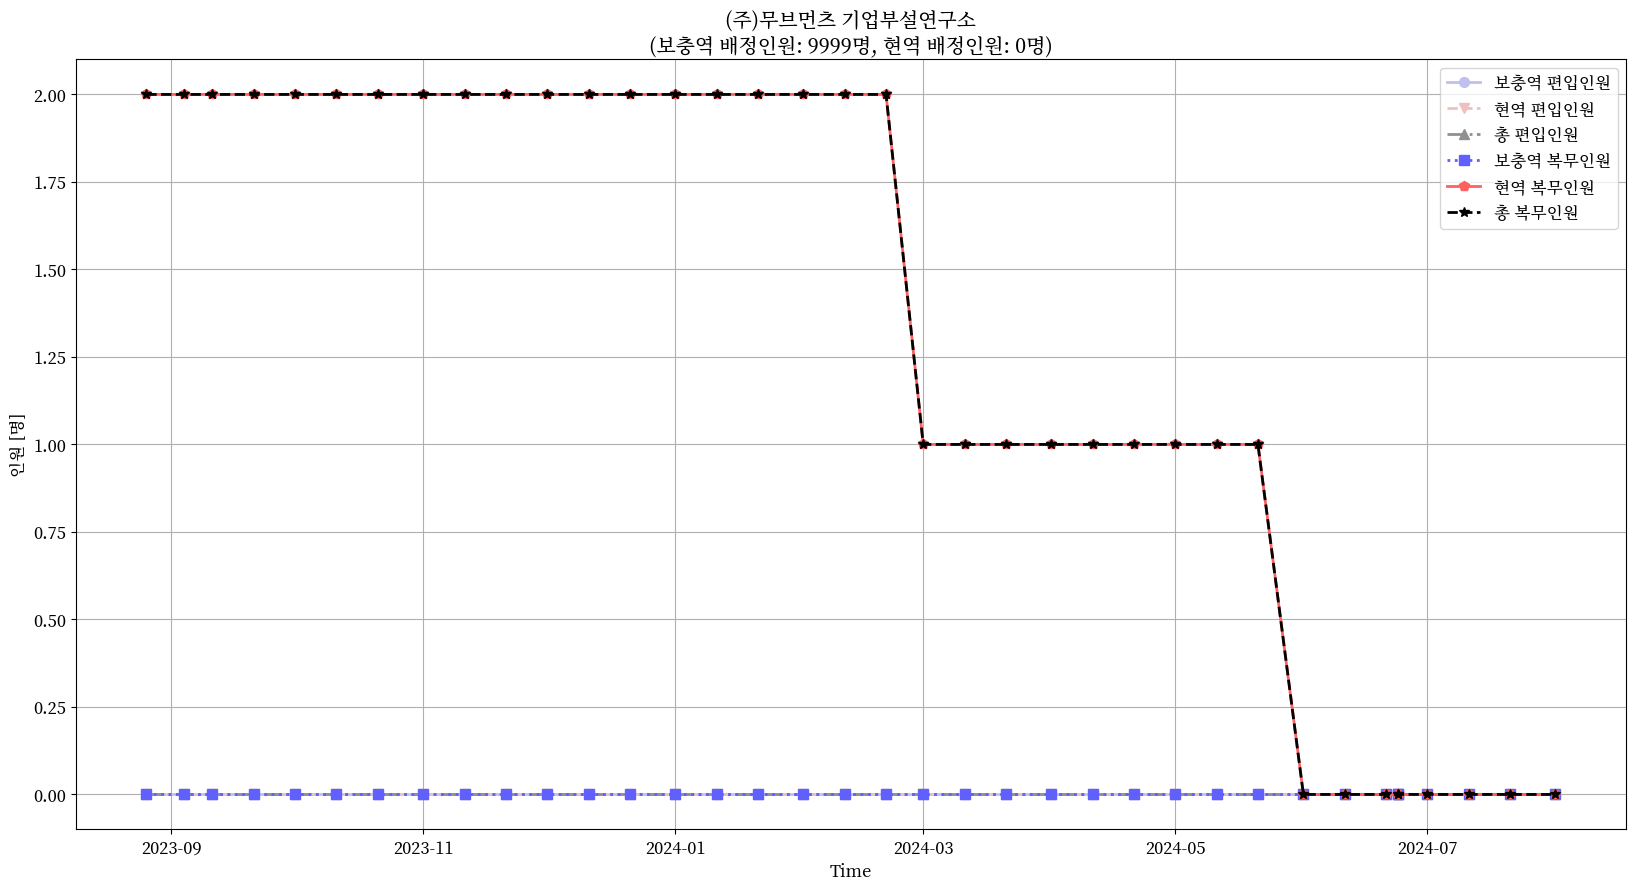 (주)무브먼츠 기업부설연구소
(보충역 배정인원: 9999명, 현역 배정인원: 0명)
보충역 편입인원
현역 편입인원
총 편입인원
보충역 복무인원
현역 복무인원
총 복무인원
2.00
1.75
1.50
1.25
1.00
0.75
0.50
0.25
0.00
인원 [명]
2023-09
2023-11
2024-01
2024-03
2024-05
2024-07
Time